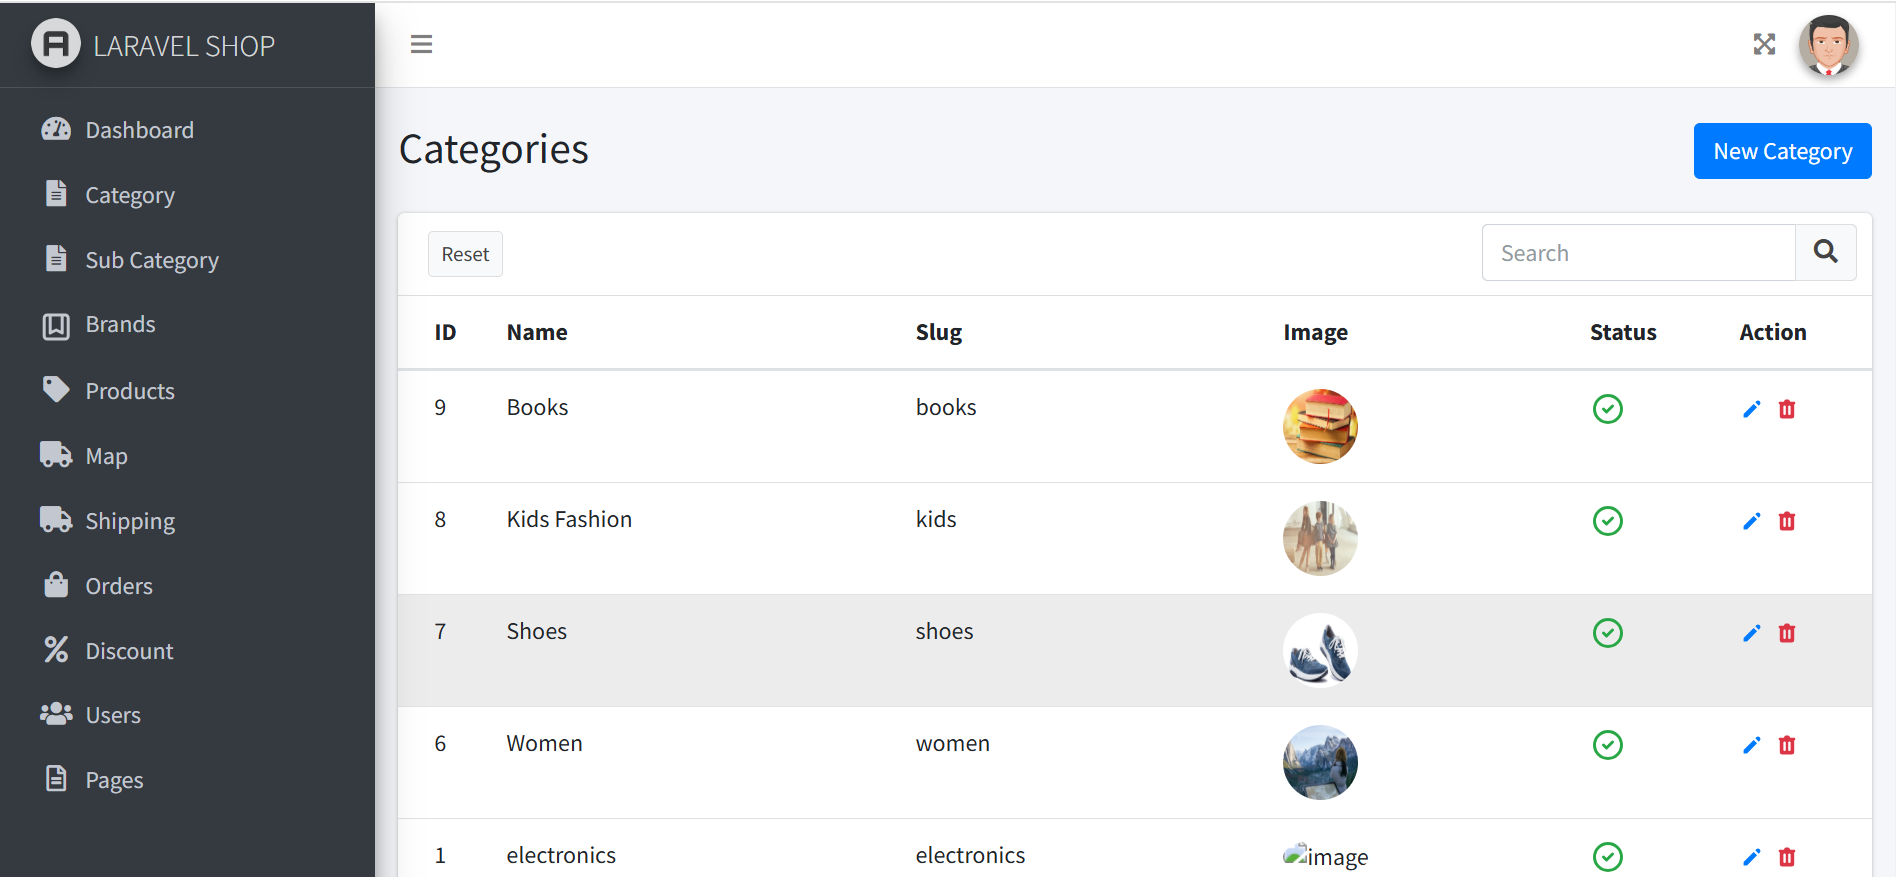 LARAVEL SHOP
Dashboard
Category
Sub Category
Brands
Products
Map
Shipping
Orders
Discount
Users
Pages
Categories
New Category
Reset
Search
ID Name Slug Image Status Action
9 Books books
8 Kids Fashion kids
7 Shoes shoes
6 Women women
1 electronics electronics image